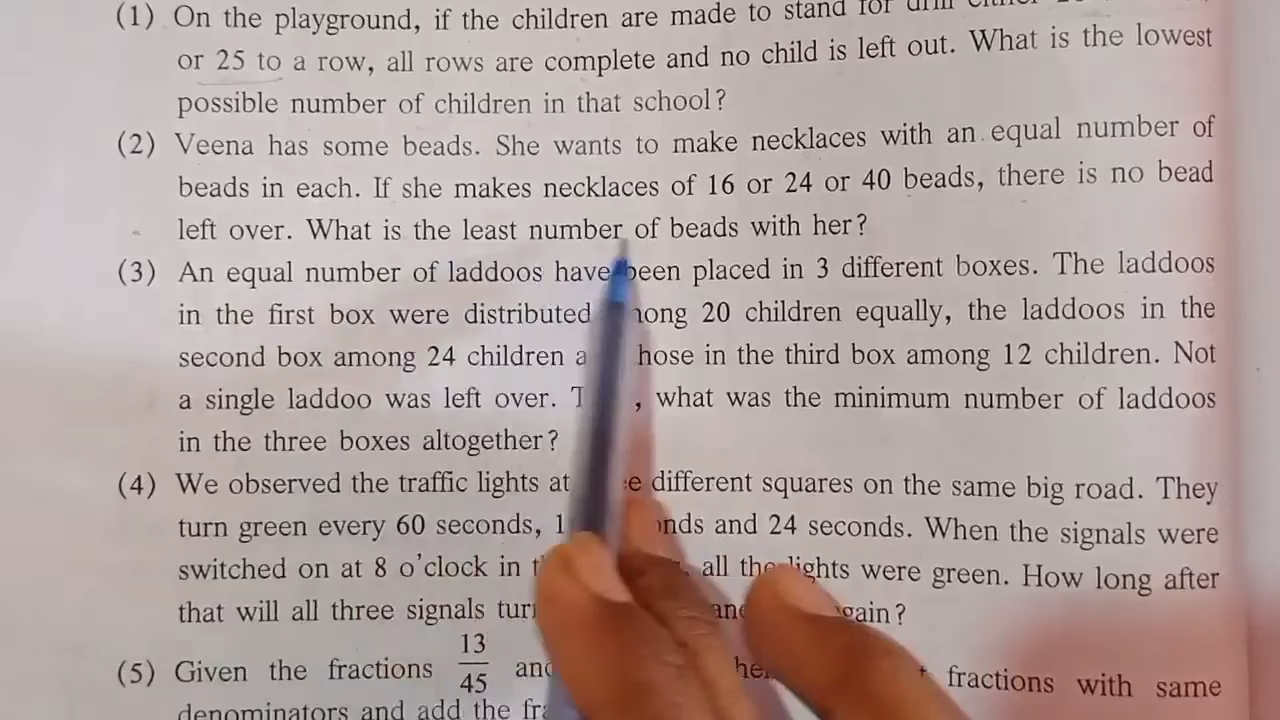 (1) On the playground, if the children are made to stand for drill
or 25 to a row, all rows are complete and no child is left out. What is the lowest
possible number of children in that school?
(2) Veena has some beads. She wants to make necklaces with an equal number of
beads in each. If she makes necklaces of 16 or 24 or 40 beads, there is no bead
left over. What is the least number of beads with her?
(3) An equal number of laddoos have been placed in 3 different boxes. The laddoos
in the first box were distributed 20 children equally, the laddoos in the
second box among 24 children in the third box among 12 children. Not
a single laddoo was left over. , what was the minimum number of laddoos
in the three boxes altogether?
(4) We observed the traffic lights at different squares on the same big road. They
turn green every 60 seconds, and 24 seconds. When the signals were
switched on at 8 o'clock in all the lights were green. How long after
that will all three signals again?
(5) Given the fractions 13/45 fractions with same
denominators and add the